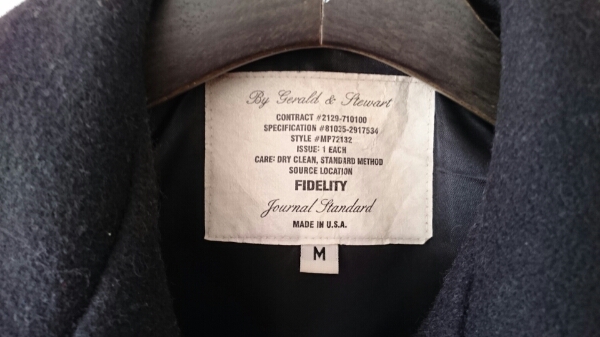 By Gerald & Stewart
CONTRACT #2129-710100
SPECIFICATION #81035-2917534
STYLE #MP72132
ISSUE: 1 EACH
CARE: DRY CLEAN, STANDARD METHOD
SOURCE LOCATION
FIDELITY
Journal Standard
MADE IN U.S.A.
M